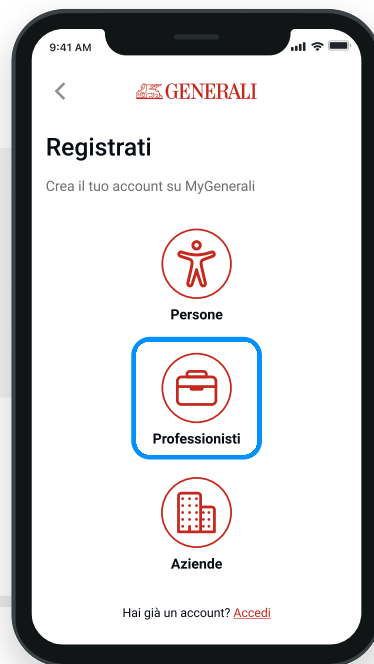 9:41 AM
GENERALI
Registrati
Crea il tuo account su MyGenerali
Persone
Professionisti
Aziende
Hai già un account? Accedi